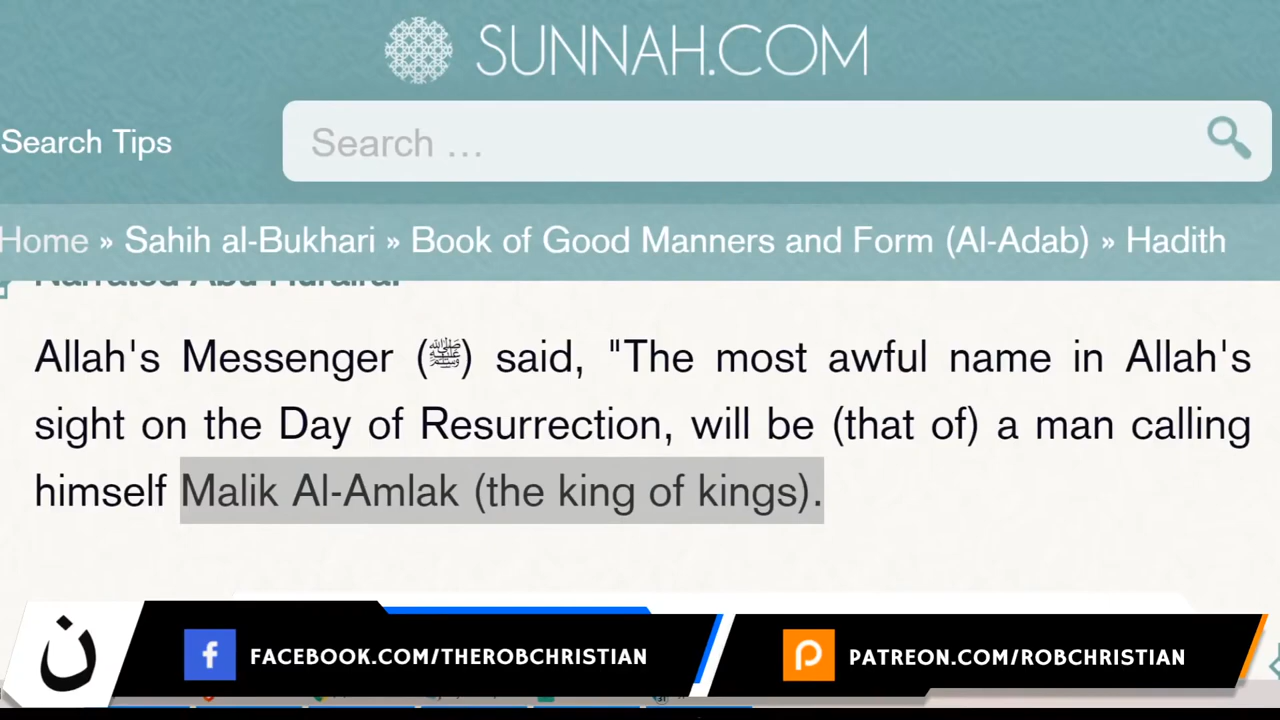 SUNNAH.COM
Search Tips
Search ...
Home » Sahih al-Bukhari » Book of Good Manners and Form (Al-Adab) » Hadith
Narrated Abu Huraira:
Allah's Messenger (ﷺ) said, "The most awful name in Allah's
sight on the Day of Resurrection, will be (that of) a man calling
himself Malik Al-Amlak (the king of kings).
ن
f FACEBOOK.COM/THEROBCHRISTIAN
PATREON.COM/ROBCHRISTIAN